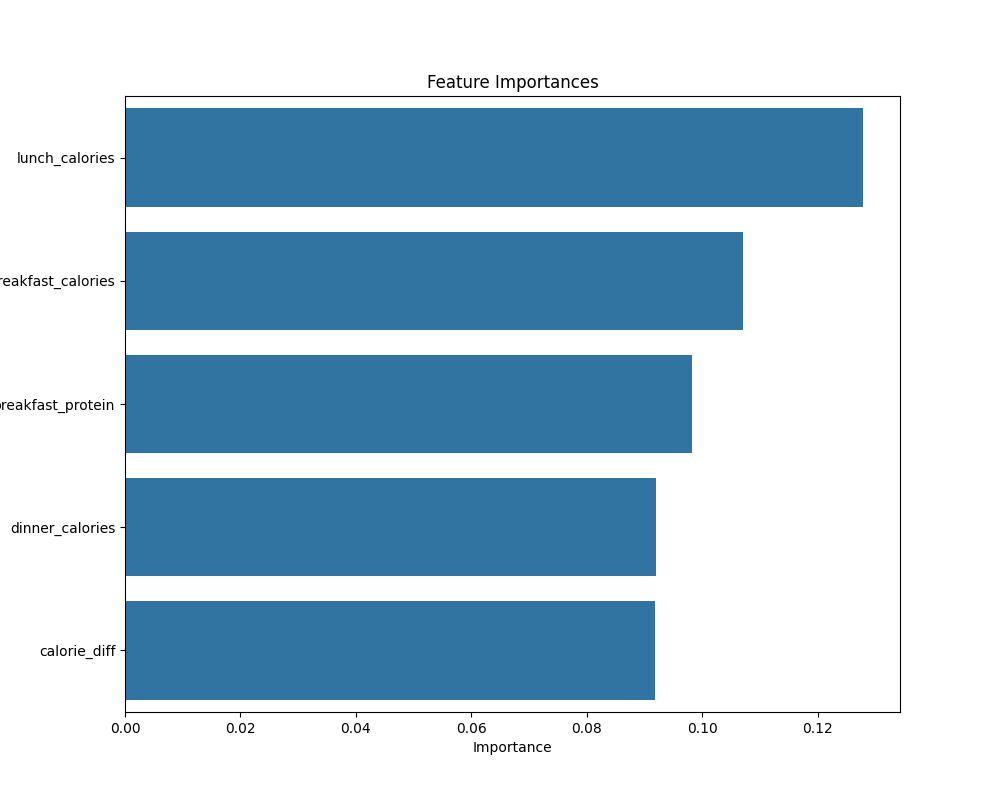 Feature Importances
lunch_calories
reakfast_calories
breakfast_protein
dinner_calories
calorie_diff
0.00 0.02 0.04 0.06 0.08 0.10 0.12
Importance